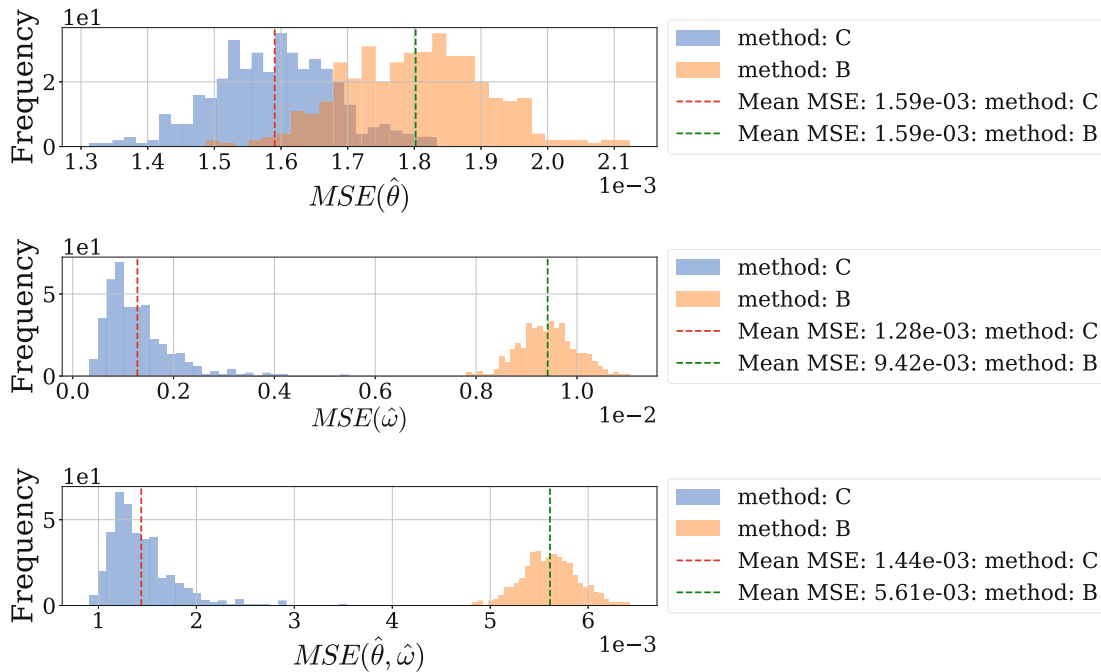 1e1
Frequency
2
0
1.3 1.4 1.5 1.6 1.7 1.8 1.9 2.0 2.1
1e−3
MSE(θ̂)
method: C
method: B
Mean MSE: 1.59e-03: method: C
Mean MSE: 1.59e-03: method: B
1e1
Frequency
5
0
0.0 0.2 0.4 0.6 0.8 1.0
1e−2
MSE(ω̂)
method: C
method: B
Mean MSE: 1.28e-03: method: C
Mean MSE: 9.42e-03: method: B
1e1
Frequency
5
0
1 2 3 4 5 6
1e−3
MSE(θ̂, ω̂)
method: C
method: B
Mean MSE: 1.44e-03: method: C
Mean MSE: 5.61e-03: method: B